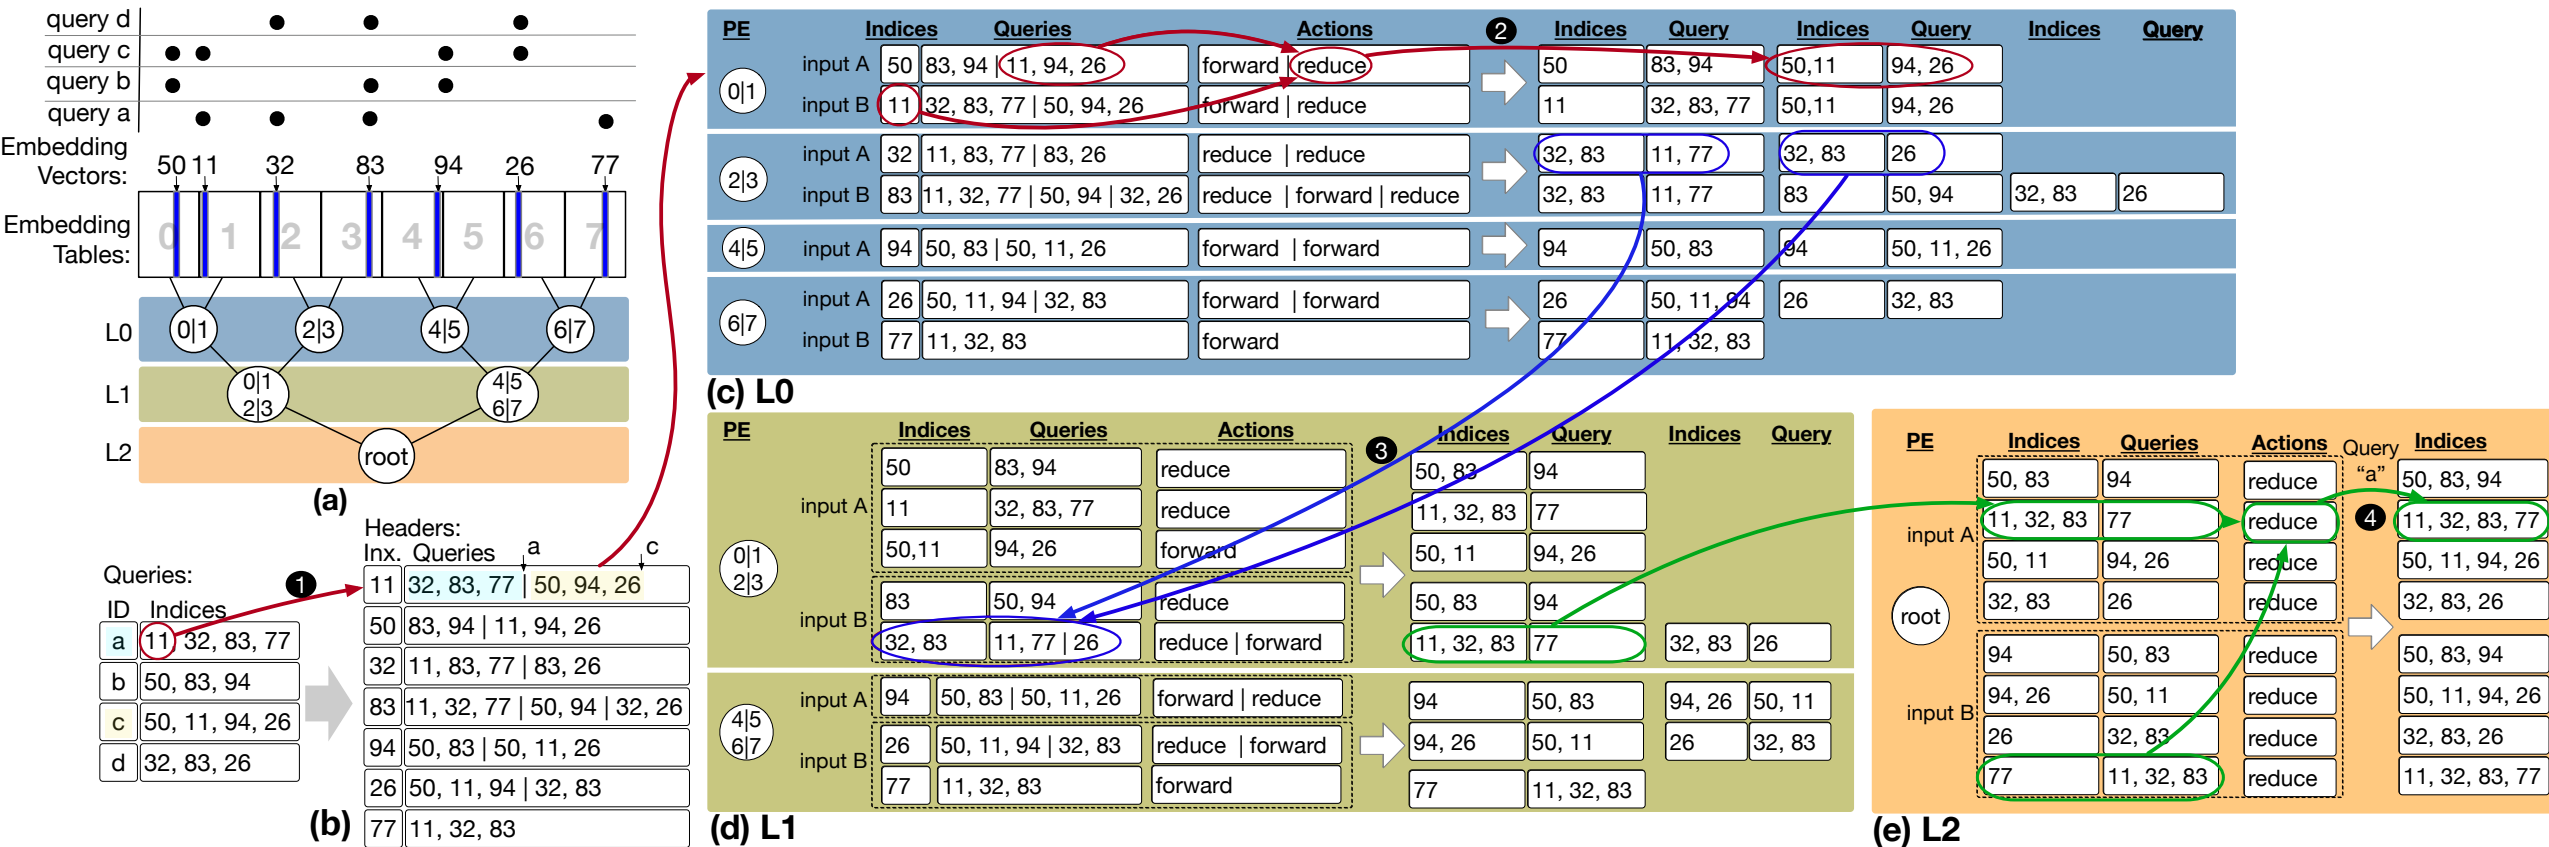 query d
query c
query b
query a
Embedding
Vectors:
50 11 32 83 94 26 77
Embedding
Tables:
0 1 2 3 4 5 6 7
L0
0|1 2|3 4|5 6|7
L1
0|1
2|3
4|5
6|7
L2
root
(a)
Queries:
ID Indices
a 11, 32, 83, 77
b 50, 83, 94
c 50, 11, 94, 26
d 32, 83, 26
1
Headers:
Inx. Queries a c
11 32, 83, 77 | 50, 94, 26
50 83, 94 | 11, 94, 26
32 11, 83, 77 | 83, 26
83 11, 32, 77 | 50, 94 | 32, 26
94 50, 83 | 50, 11, 26
26 50, 11, 94 | 32, 83
77 11, 32, 83
(b)
PE Indices Queries Actions 2 Indices Query Indices Query Indices Query
0|1
input A 50 83, 94 | 11, 94, 26 forward | reduce 50 83, 94 50,11 94, 26
input B 11 32, 83, 77 | 50, 94, 26 forward | reduce 11 32, 83, 77 50,11 94, 26
2|3
input A 32 11, 83, 77 | 83, 26 reduce | reduce 32, 83 11, 77 32, 83 26
input B 83 11, 32, 77 | 50, 94 | 32, 26 reduce | forward | reduce 32, 83 11, 77 83 50, 94 32, 83 26
4|5
input A 94 50, 83 | 50, 11, 26 forward | forward 94 50, 83 94 50, 11, 26
6|7
input A 26 50, 11, 94 | 32, 83 forward | forward 26 50, 11, 94 26 32, 83
input B 77 11, 32, 83 forward 77 11, 32, 83
(c) L0
PE Indices Queries Actions 3 Indices Query Indices Query
0|1
2|3
input A
50 83, 94 reduce 50, 83 94
11 32, 83, 77 reduce 11, 32, 83 77
50,11 94, 26 forward 50, 11 94, 26
input B
83 50, 94 reduce 50, 83 94
32, 83 11, 77 | 26 reduce | forward 11, 32, 83 77 32, 83 26
4|5
6|7
input A 94 50, 83 | 50, 11, 26 forward | reduce 94 50, 83 94, 26 50, 11
input B
26 50, 11, 94 | 32, 83 reduce | forward 94, 26 50, 11 26 32, 83
77 11, 32, 83 forward 77 11, 32, 83
(d) L1
PE Indices Queries Actions Query Indices
"a"
4
root
input A
50, 83 94 reduce 50, 83, 94
11, 32, 83 77 reduce 11, 32, 83, 77
50, 11 94, 26 reduce 50, 11, 94, 26
32, 83 26 reduce 32, 83, 26
input B
94 50, 83 reduce 50, 83, 94
94, 26 50, 11 reduce 50, 11, 94, 26
26 32, 83 reduce 32, 83, 26
77 11, 32, 83 reduce 11, 32, 83, 77
(e) L2